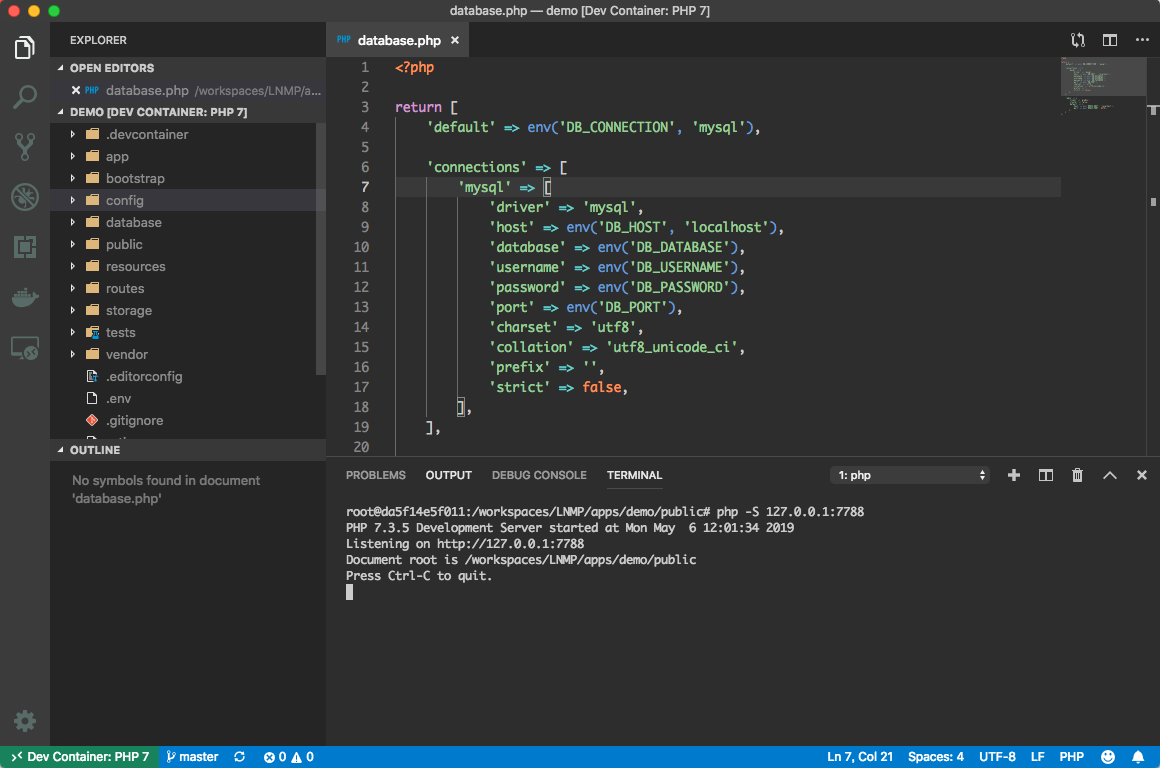 database.php — demo [Dev Container: PHP 7]
EXPLORER
OPEN EDITORS
PHP database.php /workspaces/LNMP/a...
DEMO [DEV CONTAINER: PHP 7]
.devcontainer
app
bootstrap
config
database
public
resources
routes
storage
tests
vendor
.editorconfig
.env
.gitignore
OUTLINE
No symbols found in document
'database.php'
PHP database.php
1 <?php
2
3 return [
4 'default' => env('DB_CONNECTION', 'mysql'),
5
6 'connections' => [
7 'mysql' => [
8 'driver' => 'mysql',
9 'host' => env('DB_HOST', 'localhost'),
10 'database' => env('DB_DATABASE'),
11 'username' => env('DB_USERNAME'),
12 'password' => env('DB_PASSWORD'),
13 'port' => env('DB_PORT'),
14 'charset' => 'utf8',
15 'collation' => 'utf8_unicode_ci',
16 'prefix' => '',
17 'strict' => false,
18 ],
19 ],
20
PROBLEMS OUTPUT DEBUG CONSOLE TERMINAL 1: php
root@da5f14e5f011:/workspaces/LNMP/apps/demo/public# php -S 127.0.0.1:7788
PHP 7.3.5 Development Server started at Mon May  6 12:01:34 2019
Listening on http://127.0.0.1:7788
Document root is /workspaces/LNMP/apps/demo/public
Press Ctrl-C to quit.
Dev Container: PHP 7 master 0 0 Ln 7, Col 21 Spaces: 4 UTF-8 LF PHP